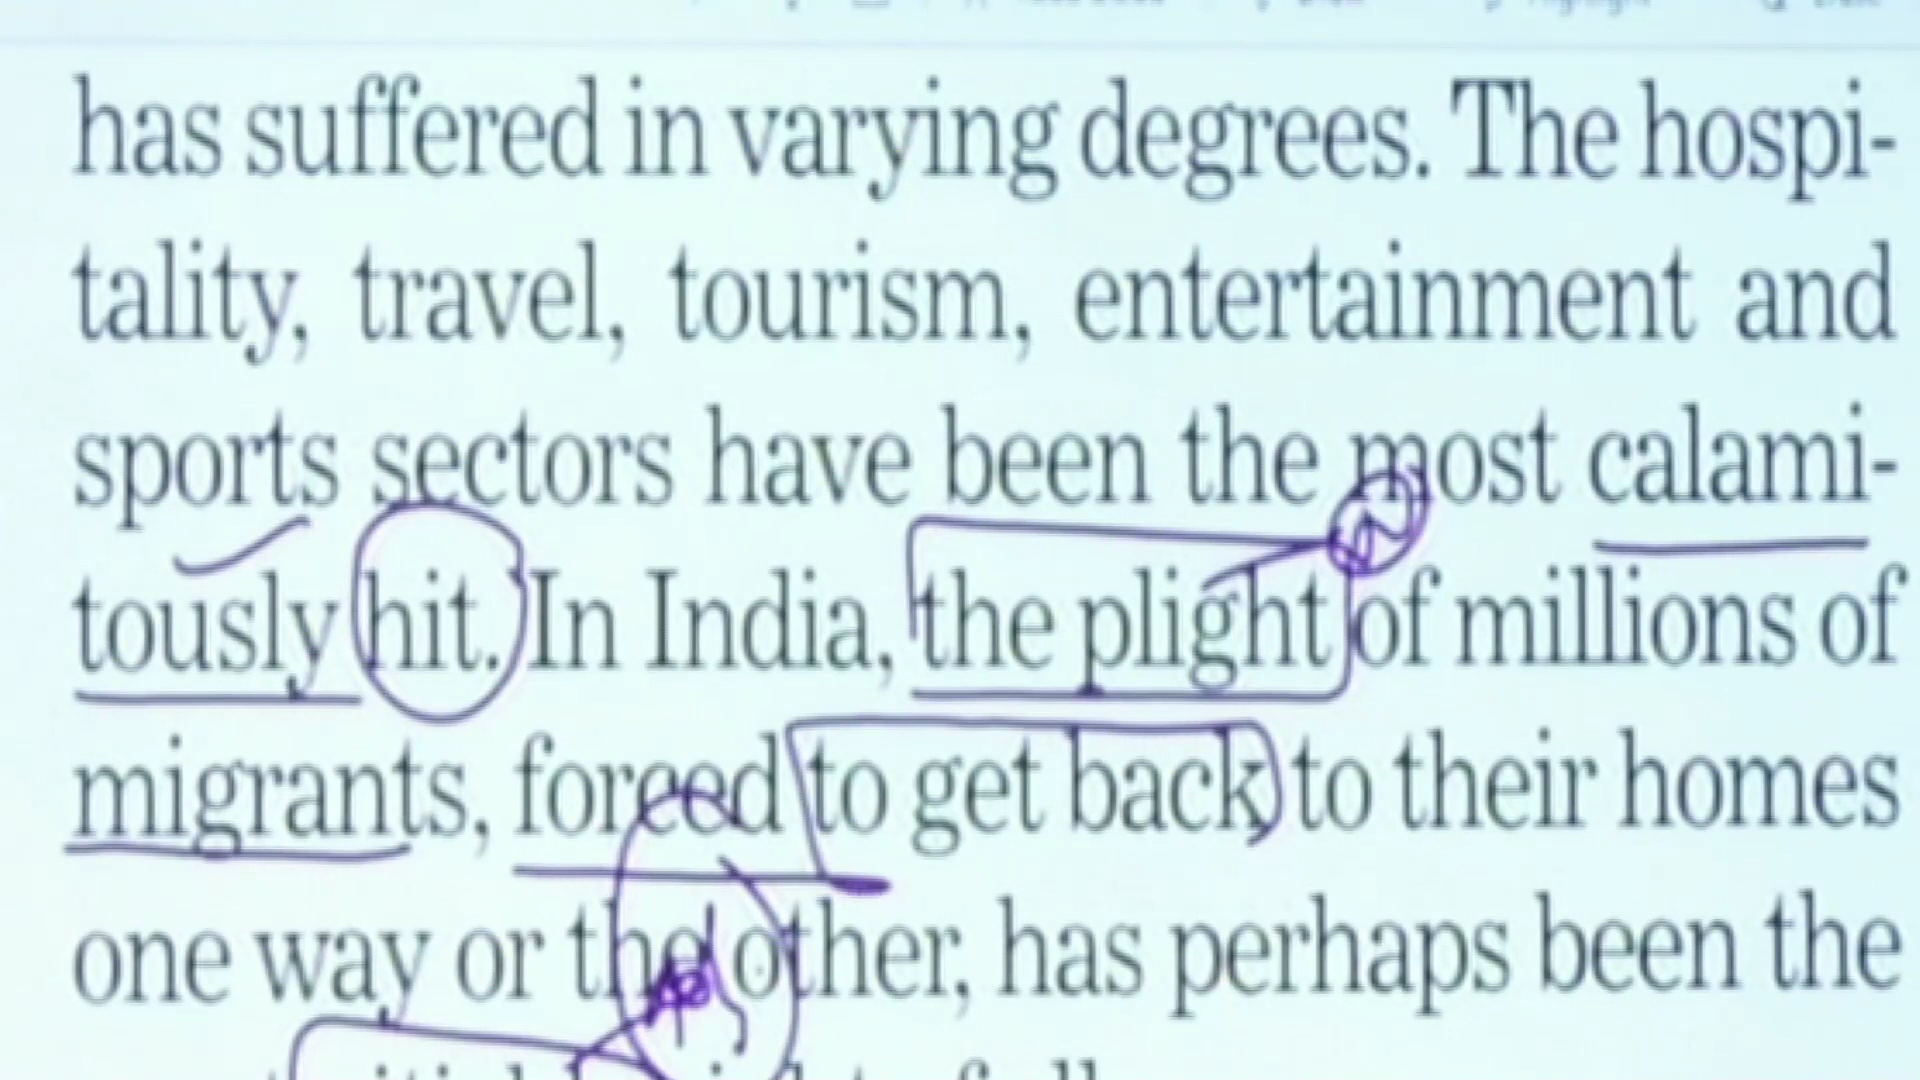 has suffered in varying degrees. The hospi-
tality, travel, tourism, entertainment and
sports sectors have been the most calami-
tously hit. In India, the plight of millions of
migrants, forced to get back to their homes
one way or the other, has perhaps been the